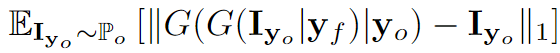 𝔼_{𝐈_{𝐲_o}∼ℙ_o} [‖G(G(𝐈_{𝐲_o}|𝐲_f)|𝐲_o) − 𝐈_{𝐲_o}‖_1]